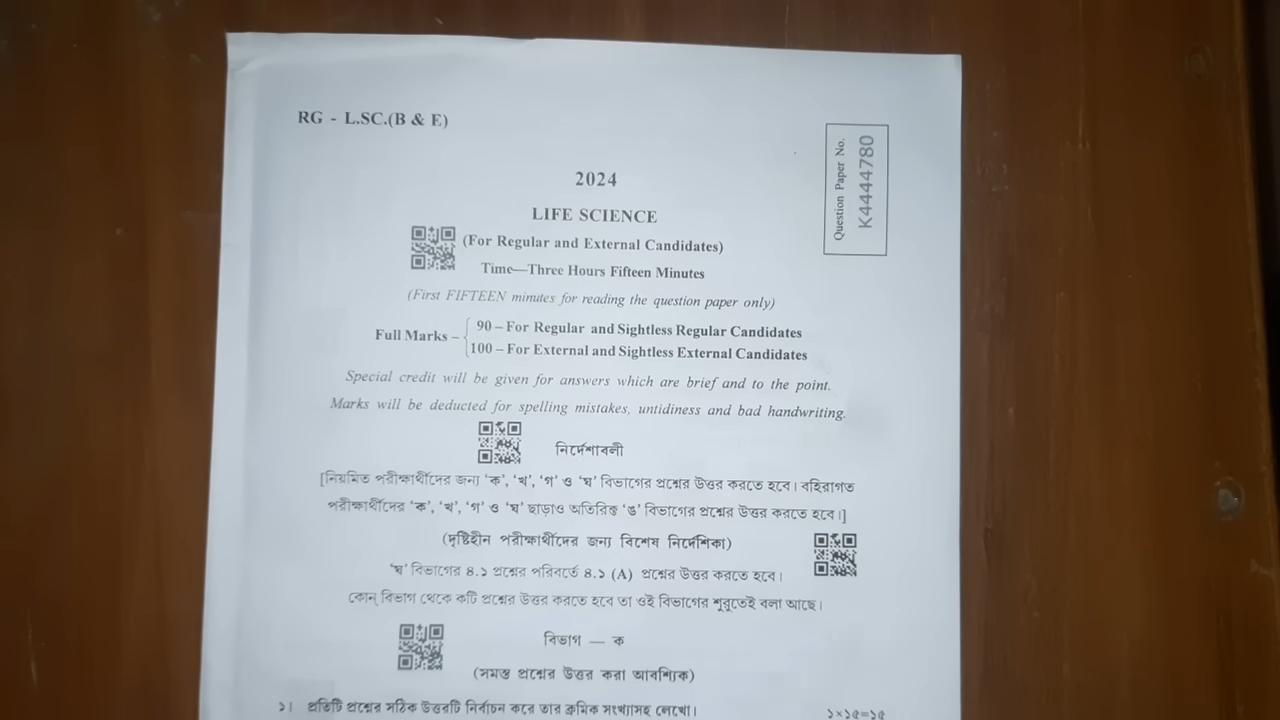 RG - L.SC.(B & E)
Question Paper No.
K4444780
2024
LIFE SCIENCE
(For Regular and External Candidates)
Time—Three Hours Fifteen Minutes
(First FIFTEEN minutes for reading the question paper only)
Full Marks – { 90 – For Regular and Sightless Regular Candidates
100 – For External and Sightless External Candidates
Special credit will be given for answers which are brief and to the point.
Marks will be deducted for spelling mistakes, untidiness and bad handwriting.
নির্দেশাবলী
[নিয়মিত পরীক্ষার্থীদের জন্য ‘ক’, ‘খ’, ‘গ’ ও ‘ঘ’ বিভাগের প্রশ্নের উত্তর করতে হবে। বহিরাগত
পরীক্ষার্থীদের ‘ক’, ‘খ’, ‘গ’ ও ‘ঘ’ ছাড়াও অতিরিক্ত ‘ঙ’ বিভাগের প্রশ্নের উত্তর করতে হবে।]
(দৃষ্টিহীন পরীক্ষার্থীদের জন্য বিশেষ নির্দেশিকা)
‘ঘ’ বিভাগের ৪.১ প্রশ্নের পরিবর্তে ৪.১ (A) প্রশ্নের উত্তর করতে হবে।
কোন্ বিভাগ থেকে কটি প্রশ্নের উত্তর করতে হবে তা ওই বিভাগের শুরুতেই বলা আছে।
বিভাগ — ক
(সমস্ত প্রশ্নের উত্তর করা আবশ্যিক)
১। প্রতিটি প্রশ্নের সঠিক উত্তরটি নির্বাচন করে তার ক্রমিক সংখ্যাসহ লেখো। ১×১৫=১৫